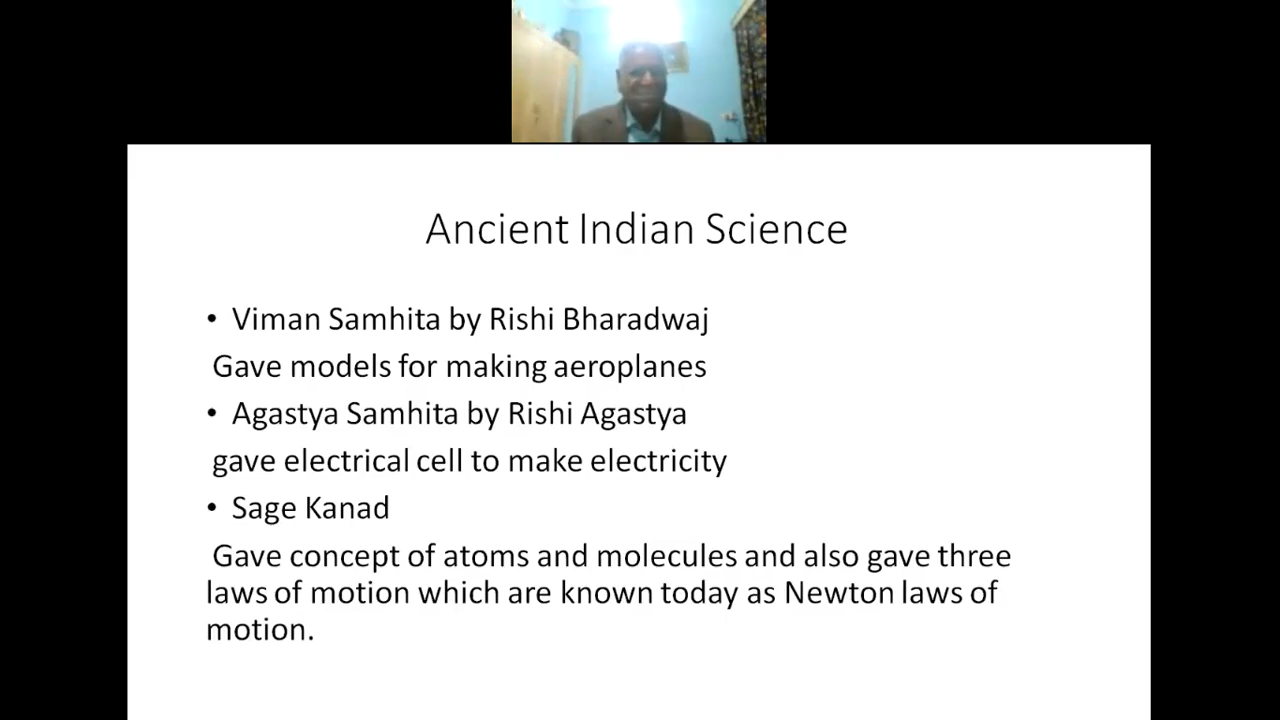 Ancient Indian Science
• Viman Samhita by Rishi Bharadwaj
Gave models for making aeroplanes
• Agastya Samhita by Rishi Agastya
gave electrical cell to make electricity
• Sage Kanad
Gave concept of atoms and molecules and also gave three
laws of motion which are known today as Newton laws of
motion.